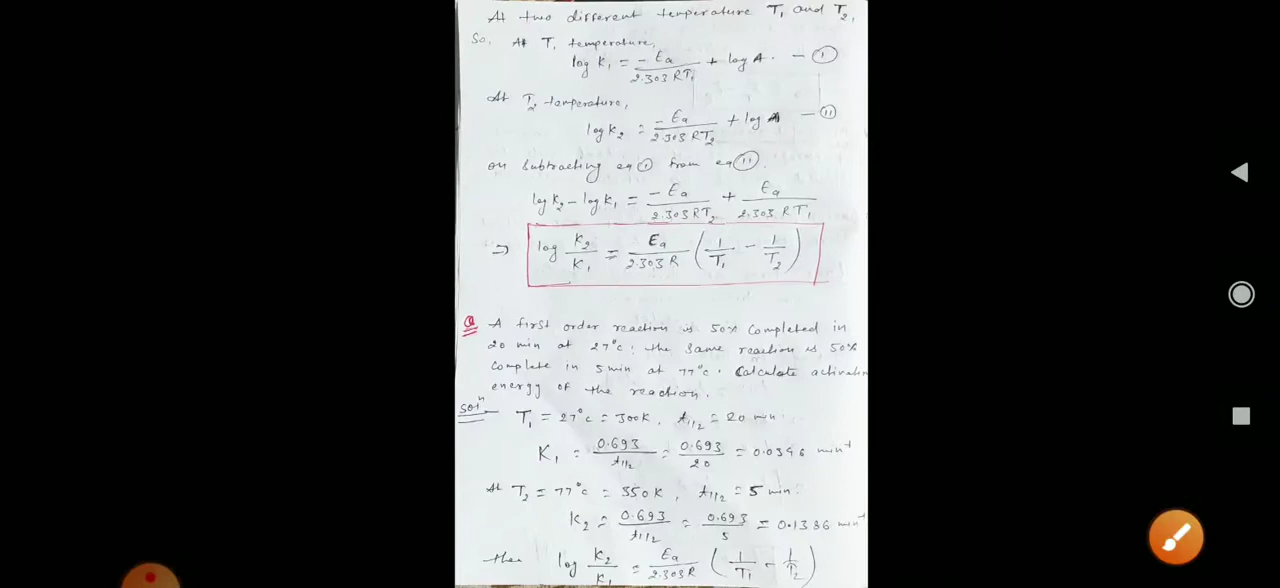 At two different temperature T₁ and T₂,
So, At T₁ temperature,
log K₁ = -Ea/2.303 RT₁ + log A. - (I)
At T₂ temperature,
log K₂ = -Ea/2.303 RT₂ + log A - (II)
on subtracting eq (I) from eq (II).
log K₂ - log K₁ = -Ea/2.303 RT₂ + Ea/2.303 RT₁
⇒ log K₂/K₁ = Ea/2.303 R (1/T₁ - 1/T₂)
Q A first order reaction is 50% Completed in
20 min at 27°C. the same reaction is 50%
Complete in 5 min at 77°C. Calculate activation
energy of the reaction.
Solⁿ T₁ = 27°C = 300K, t₁/₂ = 20 min.
K₁ = 0.693/t₁/₂ = 0.693/20 = 0.0346 min⁻¹
At T₂ = 77°C = 350K, t₁/₂ = 5 min.
K₂ = 0.693/t₁/₂ = 0.693/5 = 0.1386 min⁻¹
then log K₂/K₁ = Ea/2.303R (1/T₁ - 1/T₂)